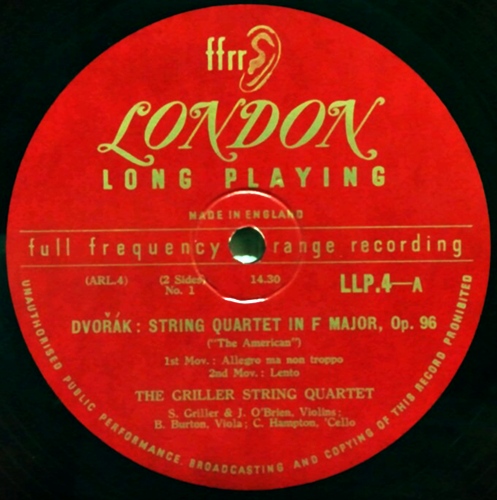 ffrr
LONDON
LONG PLAYING
MADE IN ENGLAND
full frequency range recording
(ARL.4) (2 Sides) No. 1 14.30 LLP.4—A
DVOŘÁK: STRING QUARTET IN F MAJOR, Op. 96
("The American")
1st Mov.: Allegro ma non troppo
2nd Mov.: Lento
THE GRILLER STRING QUARTET
S. Griller & J. O'Brien, Violins;
B. Burton, Viola; C. Hampton, 'Cello
UNAUTHORISED PUBLIC PERFORMANCE, BROADCASTING AND COPYING OF THIS RECORD PROHIBITED